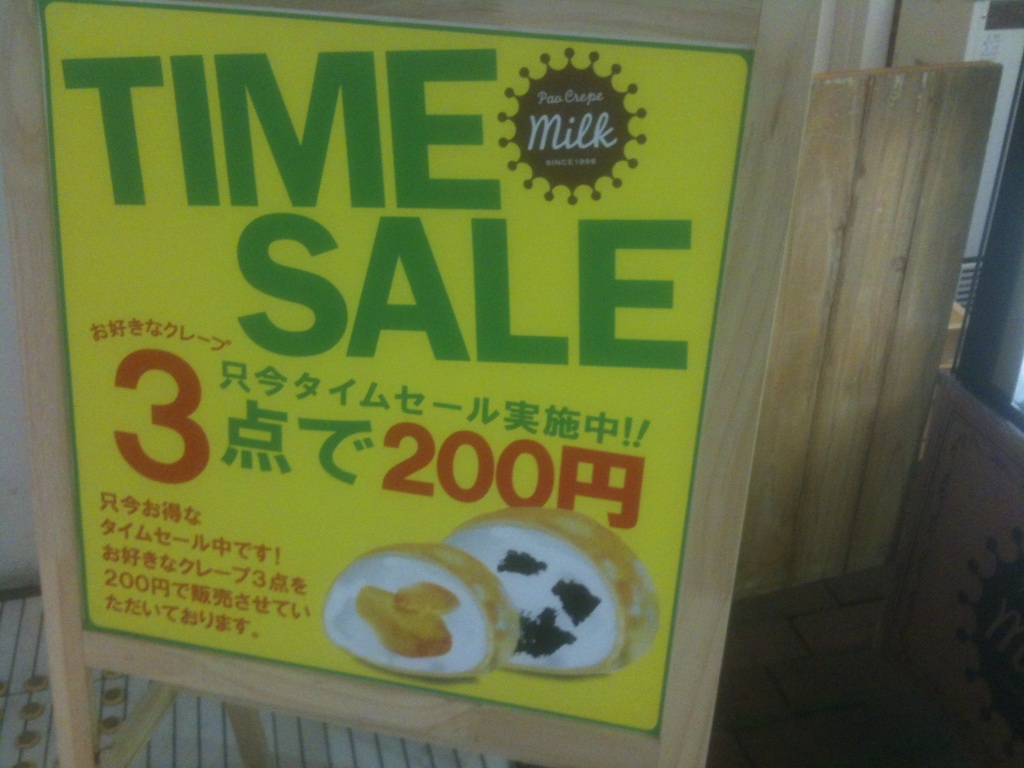 TIME
SALE
Pao Crepe
Milk
SINCE 1996
お好きなクレープ
只今タイムセール実施中!!
3点で200円
只今お得な
タイムセール中です!
お好きなクレープ3点を
200円で販売させてい
ただいております。